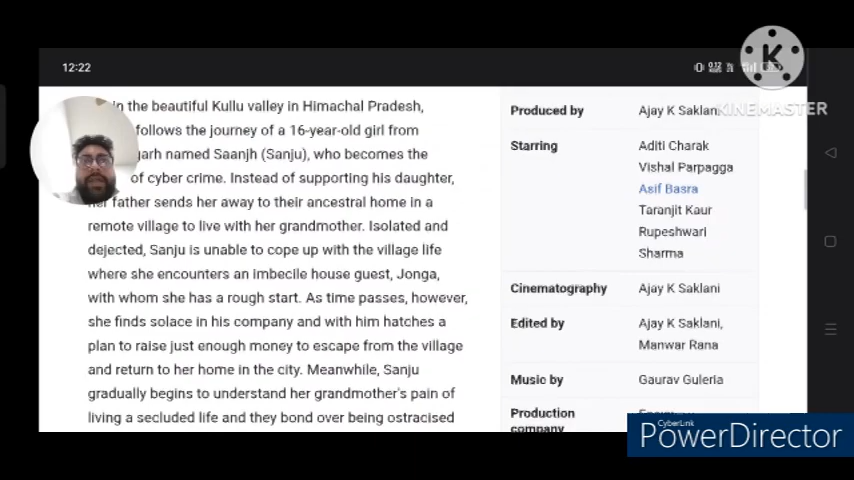 12:22
KINEMASTER
in the beautiful Kullu valley in Himachal Pradesh,
follows the journey of a 16-year-old girl from
garh named Saanjh (Sanju), who becomes the
of cyber crime. Instead of supporting his daughter,
her father sends her away to their ancestral home in a
remote village to live with her grandmother. Isolated and
dejected, Sanju is unable to cope up with the village life
where she encounters an imbecile house guest, Jonga,
with whom she has a rough start. As time passes, however,
she finds solace in his company and with him hatches a
plan to raise just enough money to escape from the village
and return to her home in the city. Meanwhile, Sanju
gradually begins to understand her grandmother's pain of
living a secluded life and they bond over being ostracised
Produced by Ajay K Saklani
Starring Aditi Charak
Vishal Parpagga
Asif Basra
Taranjit Kaur
Rupeshwari
Sharma
Cinematography Ajay K Saklani
Edited by Ajay K Saklani,
Manwar Rana
Music by Gaurav Guleria
Production
company
CyberLink
PowerDirector